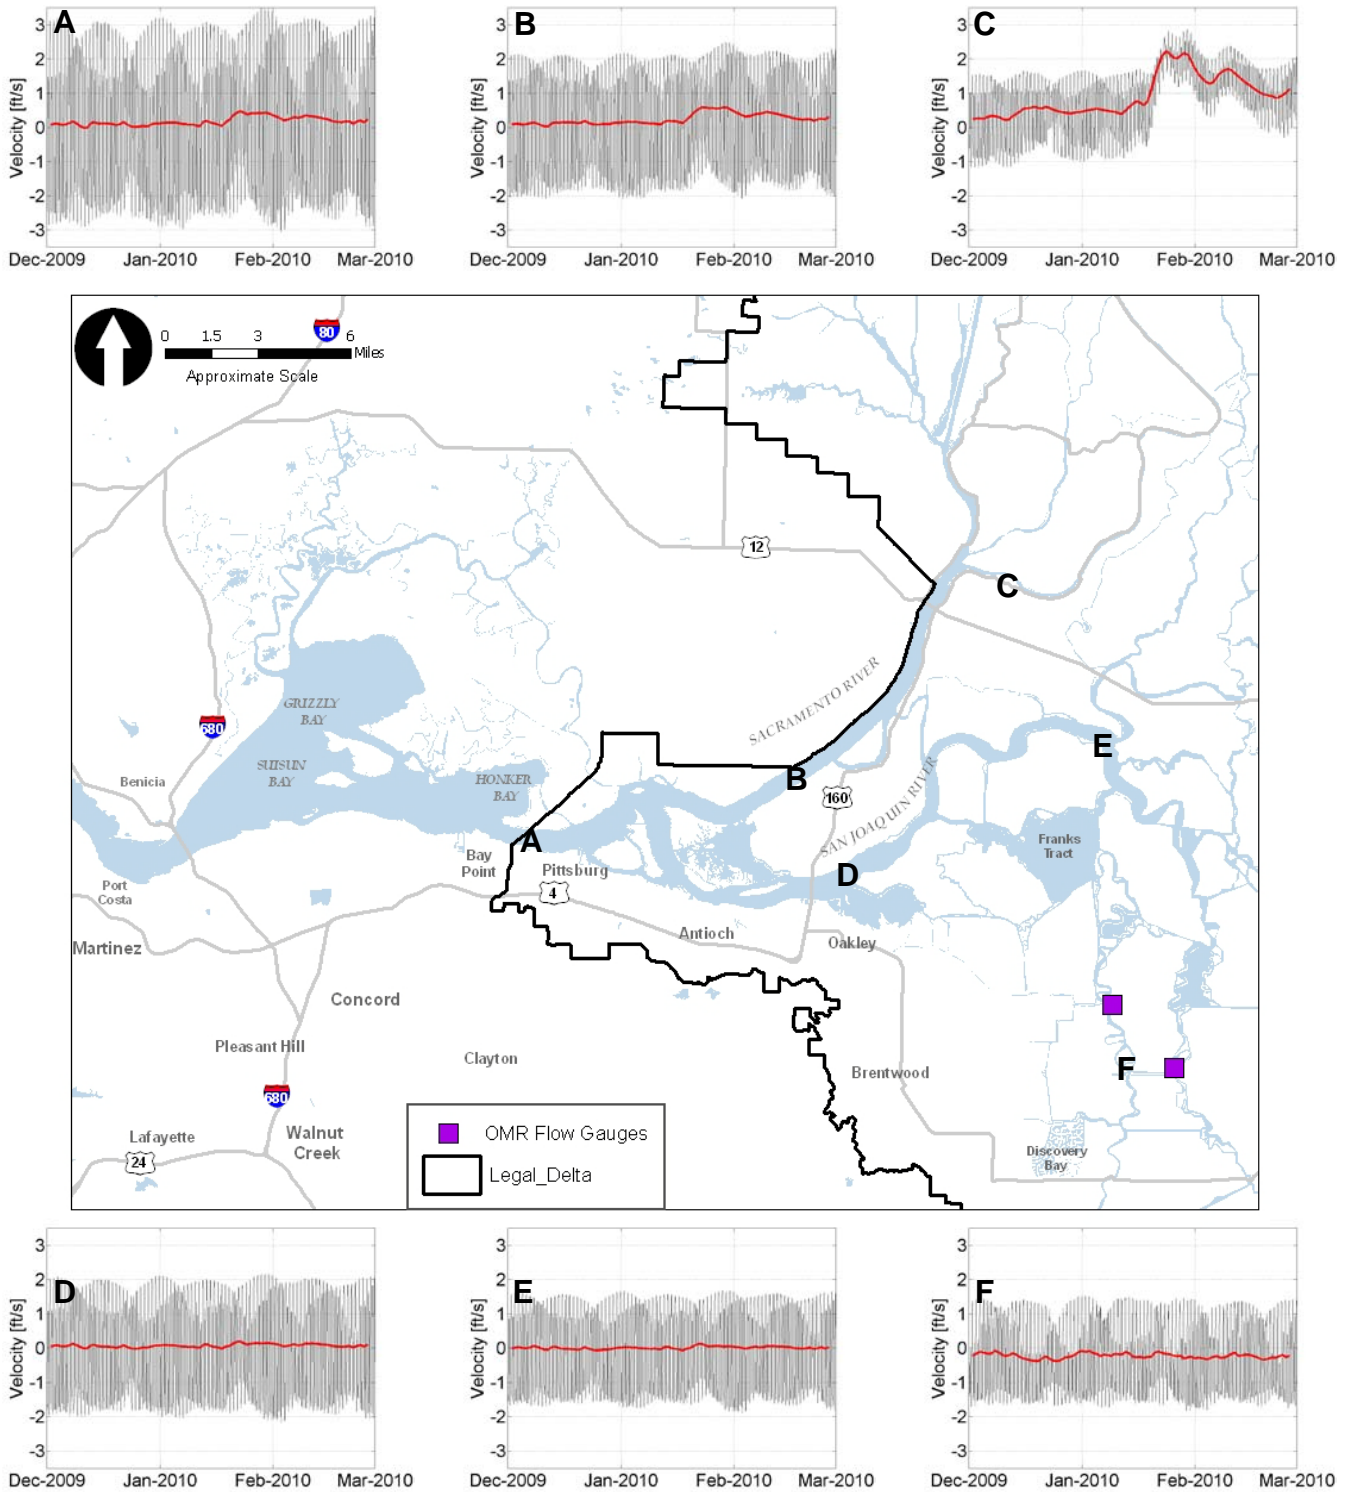 A
3
2
1
0
-1
-2
-3
Velocity [ft/s]
Dec-2009 Jan-2010 Feb-2010 Mar-2010
B
3
2
1
0
-1
-2
-3
Velocity [ft/s]
Dec-2009 Jan-2010 Feb-2010 Mar-2010
C
3
2
1
0
-1
-2
-3
Velocity [ft/s]
Dec-2009 Jan-2010 Feb-2010 Mar-2010
0 1.5 3 6
Miles
Approximate Scale
80
12
C
SACRAMENTO RIVER
GRIZZLY
BAY
680
SUISUN
BAY
HONKER
BAY
Benicia
B
160
E
SAN JOAQUIN RIVER
Franks
Tract
A
Bay
Point
Pittsburg
4
D
Port
Costa
Martinez
Antioch
Oakley
Concord
Pleasant Hill
Clayton
F
Brentwood
680
Lafayette
24
Walnut
Creek
Discovery
Bay
OMR Flow Gauges
Legal_Delta
D
3
2
1
0
-1
-2
-3
Velocity [ft/s]
Dec-2009 Jan-2010 Feb-2010 Mar-2010
E
3
2
1
0
-1
-2
-3
Velocity [ft/s]
Dec-2009 Jan-2010 Feb-2010 Mar-2010
F
3
2
1
0
-1
-2
-3
Velocity [ft/s]
Dec-2009 Jan-2010 Feb-2010 Mar-2010